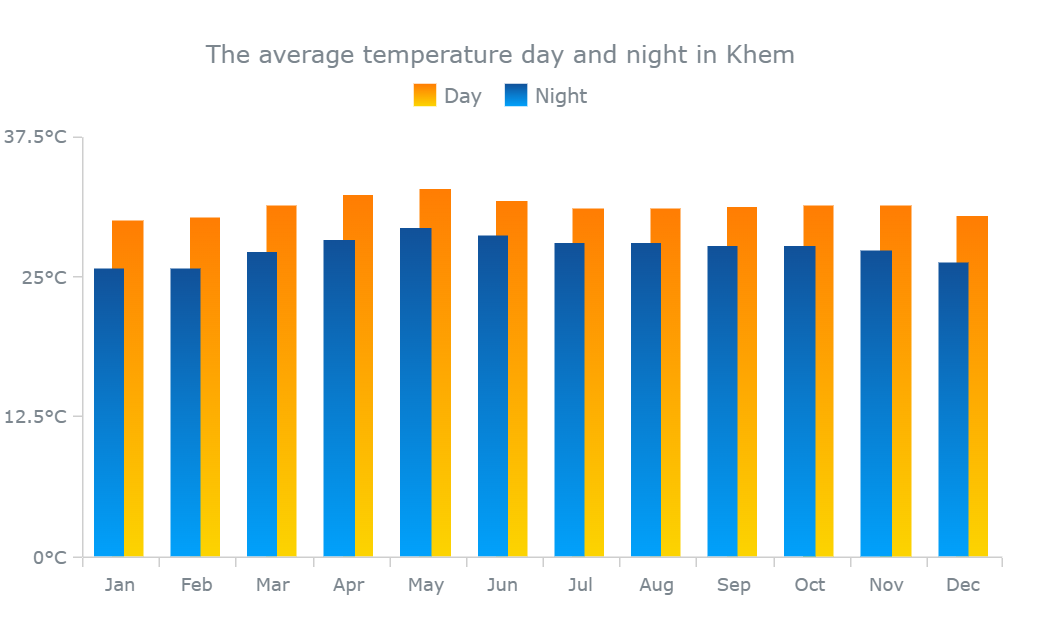 The average temperature day and night in Khem
Day Night
37.5°C
25°C
12.5°C
0°C
Jan Feb Mar Apr May Jun Jul Aug Sep Oct Nov Dec